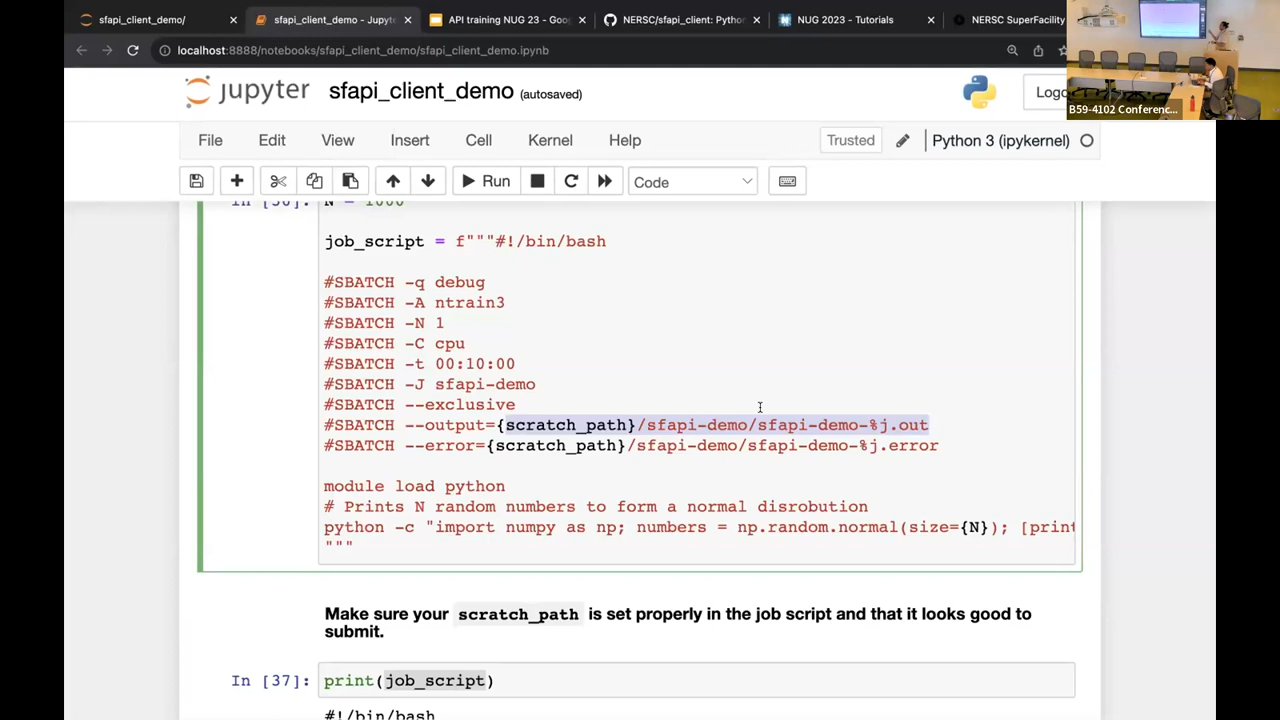 sfapi_client_demo/
sfapi_client_demo - Jupyte
API training NUG 23 - Goo
NERSC/sfapi_client: Pytho
NUG 2023 - Tutorials
NERSC SuperFacility
localhost:8888/notebooks/sfapi_client_demo/sfapi_client_demo.ipynb
B59-4102 Conferenc...
jupyter
sfapi_client_demo (autosaved)
Logo
File Edit View Insert Cell Kernel Help
Trusted
Python 3 (ipykernel)
Run
Code
In [36]: N = 1000
job_script = f"""#!/bin/bash
#SBATCH -q debug
#SBATCH -A ntrain3
#SBATCH -N 1
#SBATCH -C cpu
#SBATCH -t 00:10:00
#SBATCH -J sfapi-demo
#SBATCH --exclusive
#SBATCH --output={scratch_path}/sfapi-demo/sfapi-demo-%j.out
#SBATCH --error={scratch_path}/sfapi-demo/sfapi-demo-%j.error
module load python
# Prints N random numbers to form a normal disrobution
python -c "import numpy as np; numbers = np.random.normal(size={N}); [print
"""
Make sure your scratch_path is set properly in the job script and that it looks good to
submit.
In [37]: print(job_script)
#!/bin/bash